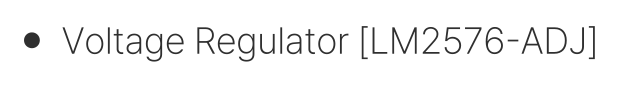 • Voltage Regulator [LM2576-ADJ]